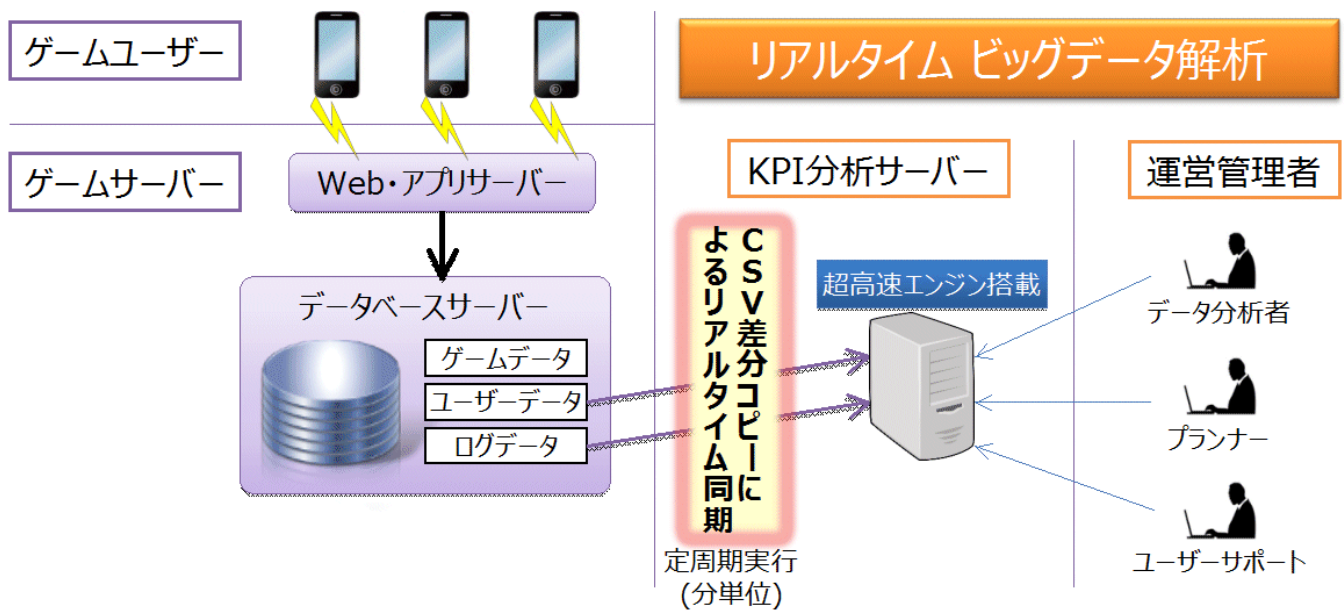 ゲームユーザー
リアルタイム ビッグデータ解析
ゲームサーバー
Web・アプリサーバー
KPI分析サーバー
運営管理者
データベースサーバー
ゲームデータ
ユーザーデータ
ログデータ
CSV差分コピーに
よるリアルタイム同期
定周期実行
(分単位)
超高速エンジン搭載
データ分析者
プランナー
ユーザーサポート